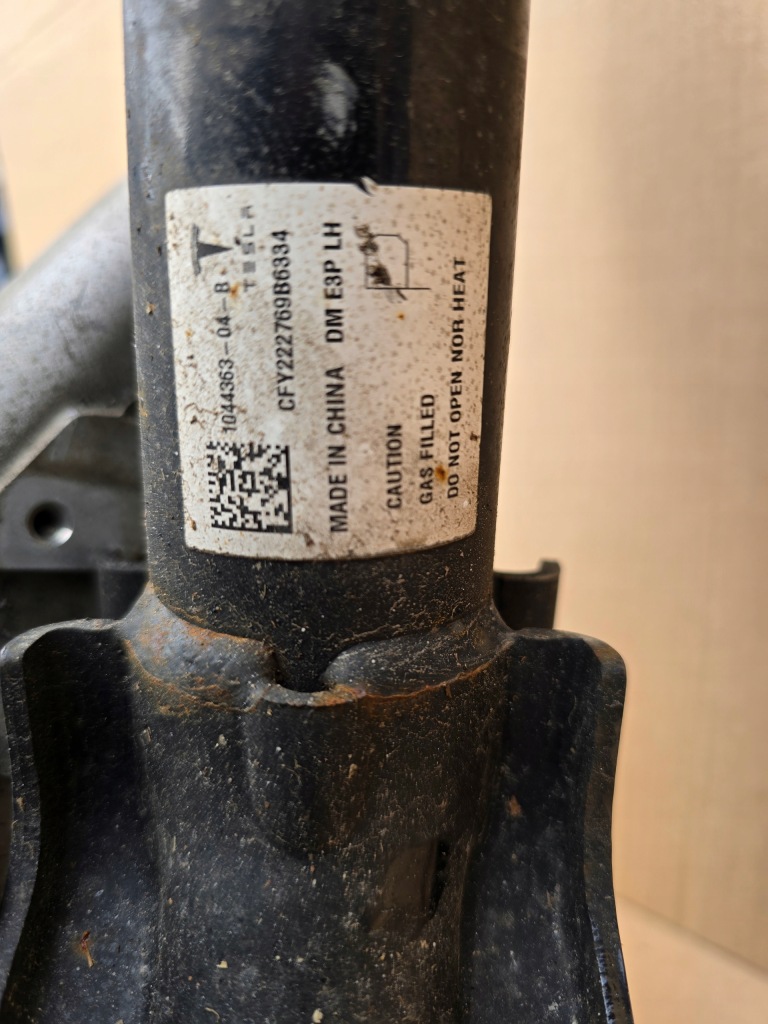 TESLA
1044363-04-B
CFY222769B6334
MADE IN CHINA DM E3P LH
CAUTION
GAS FILLED
DO NOT OPEN NOR HEAT